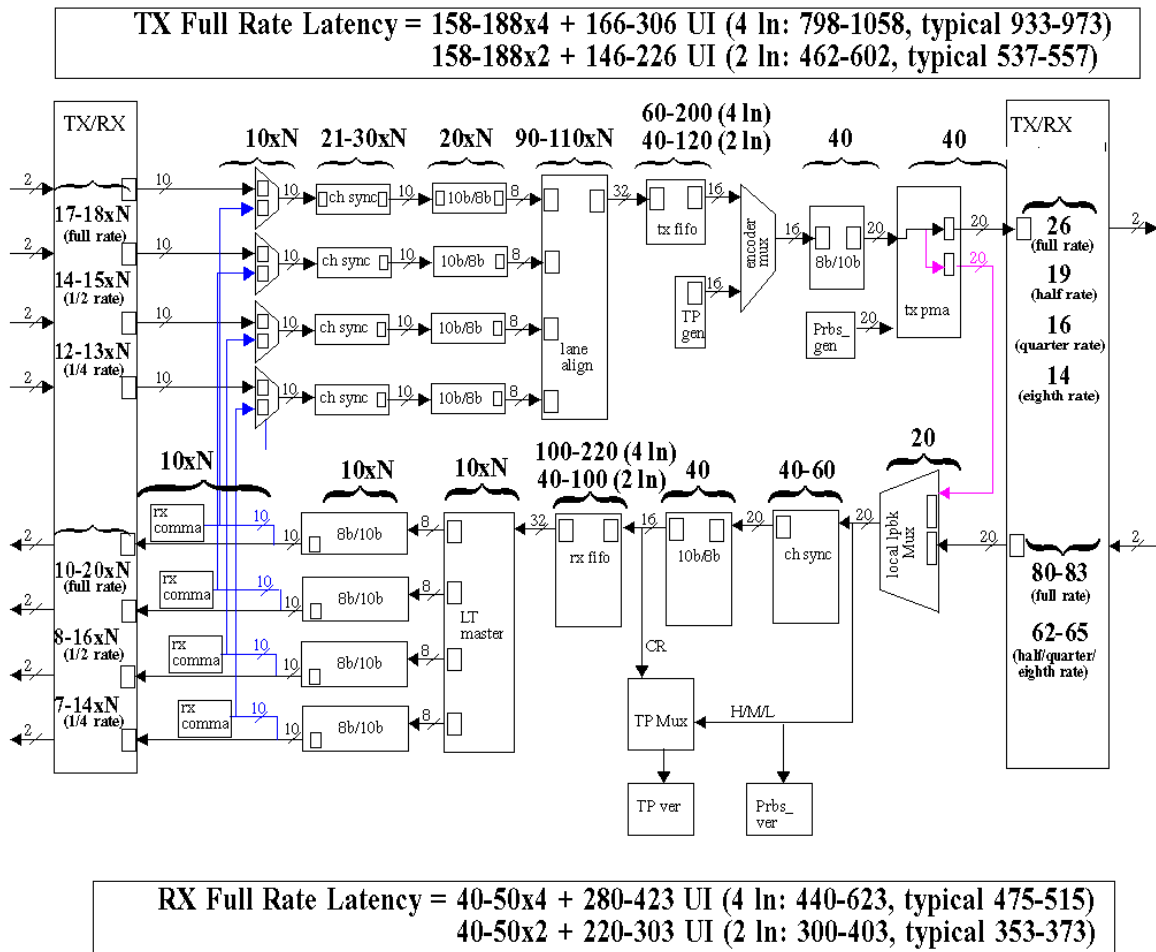 TX Full Rate Latency = 158-188x4 + 166-306 UI (4 ln: 798-1058, typical 933-973)
158-188x2 + 146-226 UI (2 ln: 462-602, typical 537-557)
TX/RX
10xN
21-30xN
20xN
90-110xN
60-200 (4 ln)
40-120 (2 ln)
40
40
TX/RX
2
10
10
ch sync
10
10b/8b
8
32
tx fifo
16
encoder mux
16
8b/10b
20
20
2
17-18xN
(full rate)
26
(full rate)
2
10
10
ch sync
10
10b/8b
8
20
14-15xN
(1/2 rate)
TP gen
16
tx pma
19
(half rate)
2
10
10
ch sync
10
10b/8b
8
lane align
Prbs_ gen
20
16
(quarter rate)
12-13xN
(1/4 rate)
2
10
10
ch sync
10
10b/8b
8
14
(eighth rate)
10xN
10xN
10xN
100-220 (4 ln)
40-100 (2 ln)
40
40-60
20
2
rx comma
10
10
8b/10b
8
32
rx fifo
16
10b/8b
20
ch sync
20
local lpbk Mux
20
2
10-20xN
(full rate)
80-83
(full rate)
2
rx comma
10
10
8b/10b
8
LT master
8-16xN
(1/2 rate)
62-65
(half/quarter/
eighth rate)
2
rx comma
10
10
8b/10b
8
CR
7-14xN
(1/4 rate)
2
rx comma
10
10
8b/10b
8
TP Mux
H/M/L
TP ver
Prbs_ ver
RX Full Rate Latency = 40-50x4 + 280-423 UI (4 ln: 440-623, typical 475-515)
40-50x2 + 220-303 UI (2 ln: 300-403, typical 353-373)